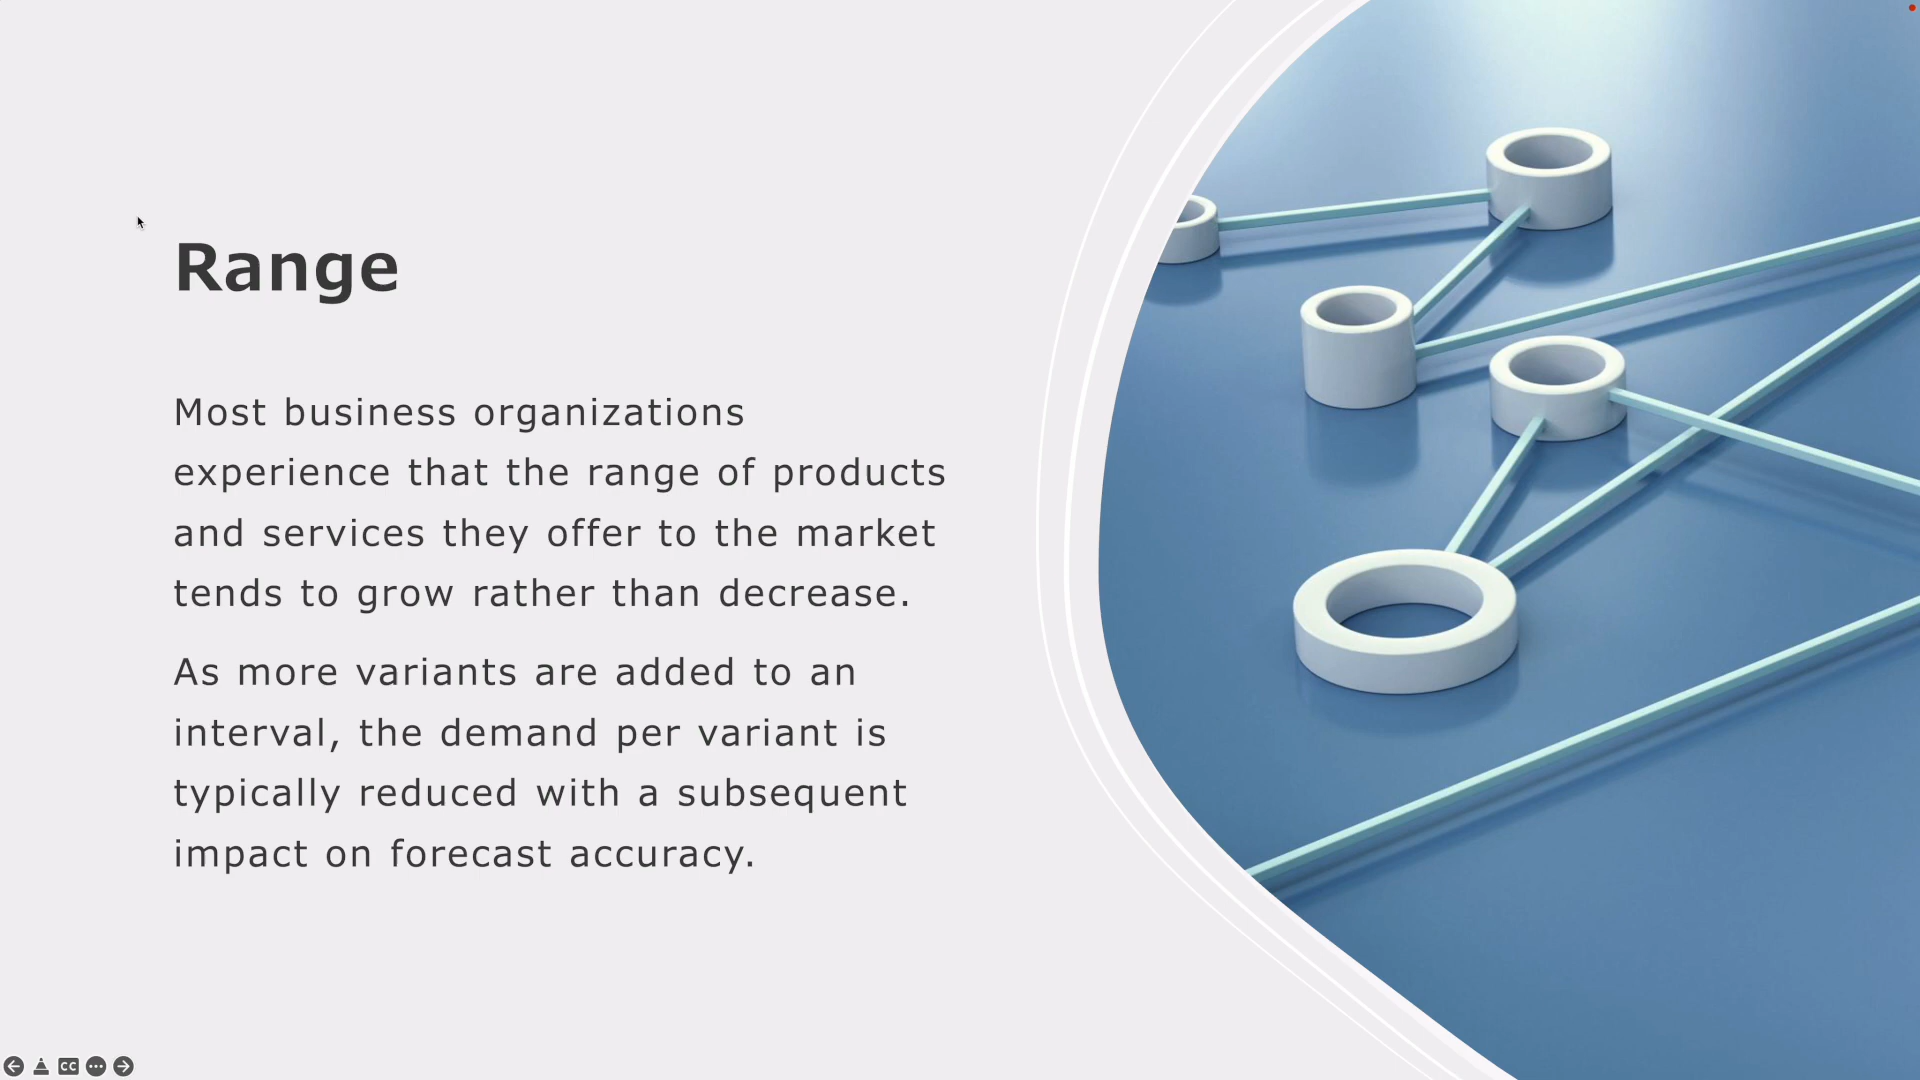 Range
Most business organizations
experience that the range of products
and services they offer to the market
tends to grow rather than decrease.
As more variants are added to an
interval, the demand per variant is
typically reduced with a subsequent
impact on forecast accuracy.
CC